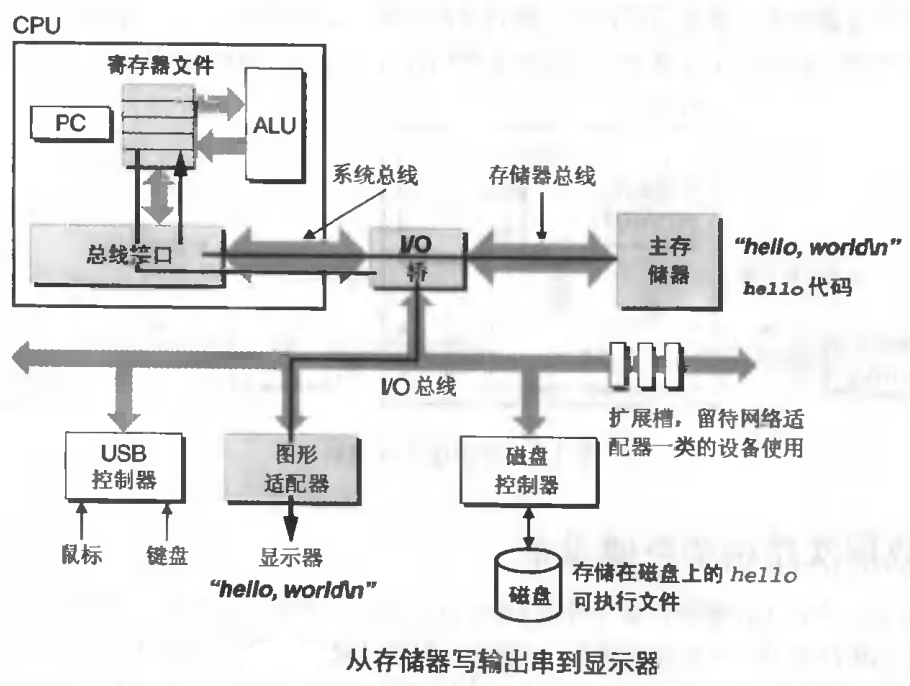 CPU
寄存器文件
PC
ALU
系统总线
存储器总线
总线接口
I/O
桥
主存
储器
"hello, world\n"
hello代码
I/O 总线
扩展槽，留待网络适
配器一类的设备使用
USB
控制器
图形
适配器
磁盘
控制器
鼠标
键盘
显示器
"hello, world\n"
磁盘
存储在磁盘上的 hello
可执行文件
从存储器写输出串到显示器